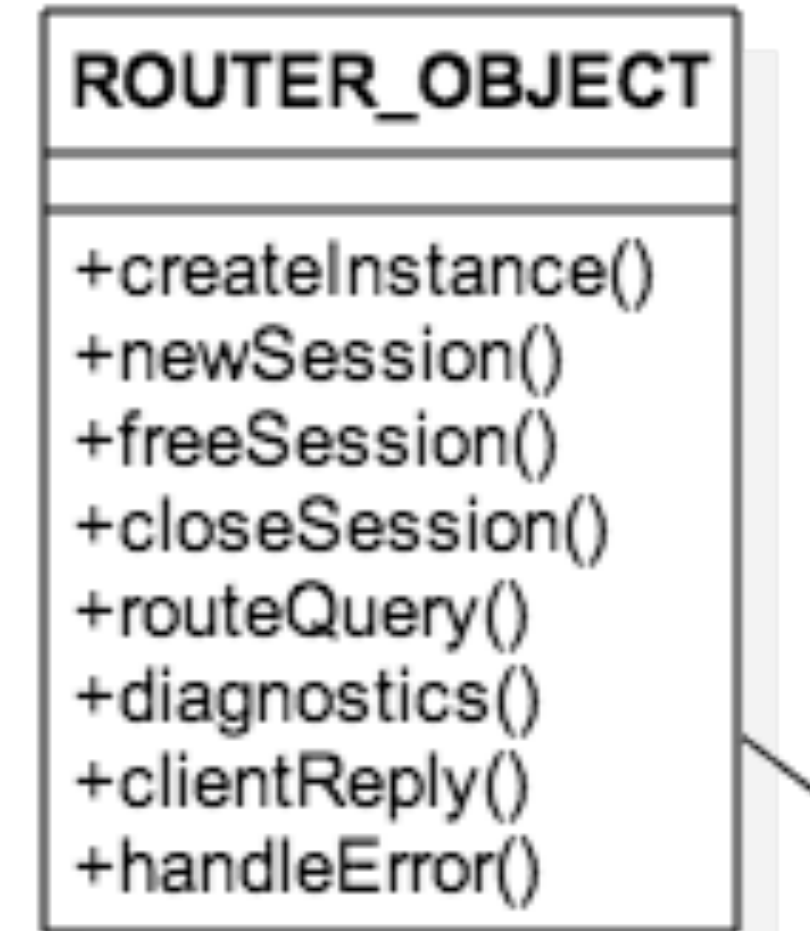 ROUTER_OBJECT
+createInstance()
+newSession()
+freeSession()
+closeSession()
+routeQuery()
+diagnostics()
+clientReply()
+handleError()